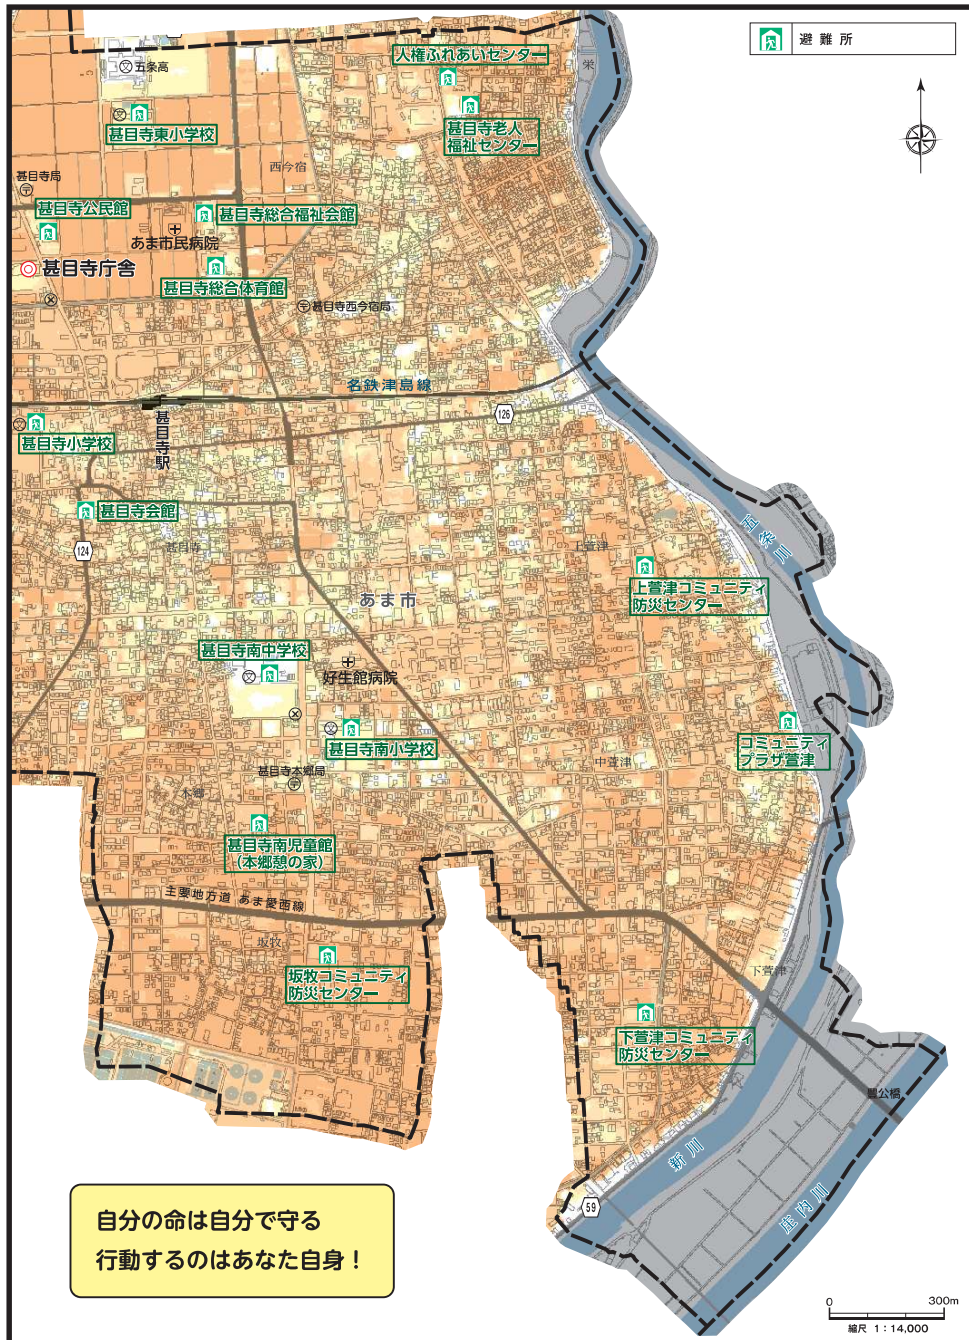 避難所
人権ふれあいセンター
栄
五条高
甚目寺東小学校
甚目寺老人
福祉センター
西今宿
甚目寺局
甚目寺公民館
甚目寺総合福祉会館
あま市民病院
甚目寺庁舎
甚目寺総合体育館
甚目寺西今宿局
名鉄津島線
126
甚目寺小学校
甚目寺駅
甚目寺会館
124
甚目寺
五条川
上萱津
上萱津コミュニティ
防災センター
あま市
甚目寺南中学校
好生館病院
コミュニティ
プラザ萱津
甚目寺南小学校
中萱津
甚目寺本郷局
本郷
甚目寺南児童館
(本郷憩の家)
主要地方道 あま愛西線
坂牧
坂牧コミュニティ
防災センター
下萱津
下萱津コミュニティ
防災センター
豊公橋
新川
庄内川
59
自分の命は自分で守る
行動するのはあなた自身！
0 300m
縮尺 1：14,000